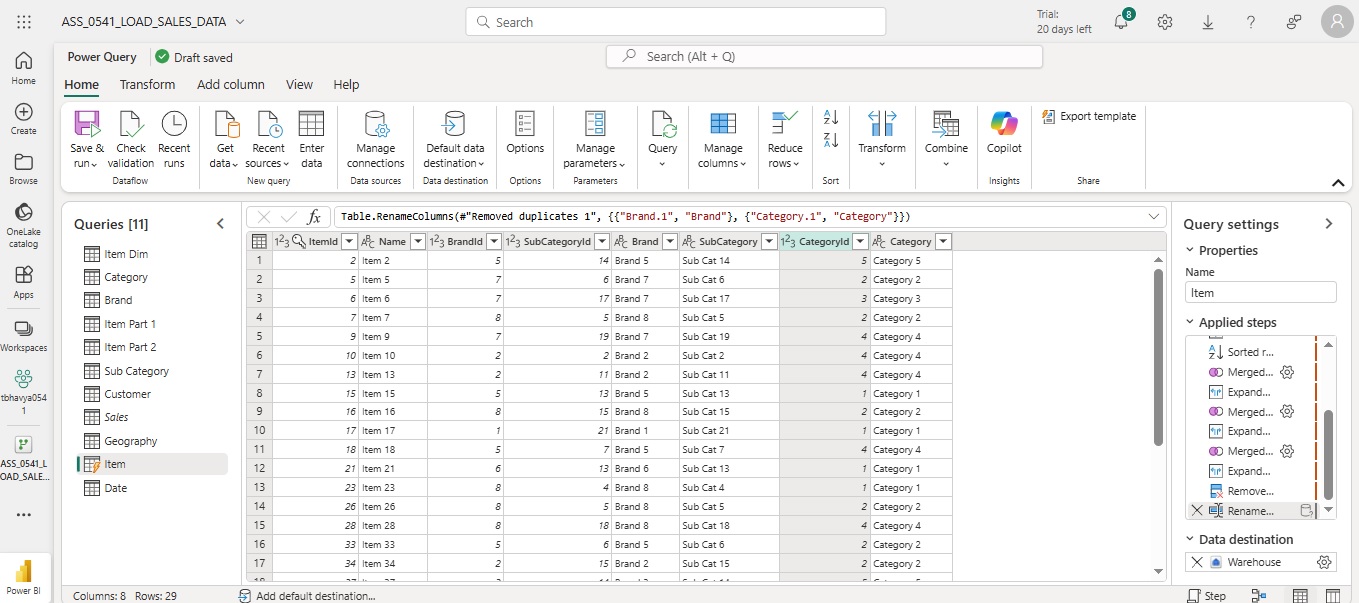 ASS_0541_LOAD_SALES_DATA
Search
Trial:
20 days left
8
Home
Create
Browse
OneLake
catalog
Apps
Workspaces
tbhavya054
1
ASS_0541_L
OAD_SALE...
Power BI
Power Query
Draft saved
Search (Alt + Q)
Home Transform Add column View Help
Save &
run
Check
validation
Recent
runs
Dataflow
Get
data
Recent
sources
Enter
data
New query
Manage
connections
Data sources
Default data
destination
Data destination
Options
Options
Manage
parameters
Parameters
Query
Manage
columns
Reduce
rows
Sort
Transform
Combine
Copilot
Insights
Export template
Share
Queries [11]
Item Dim
Category
Brand
Item Part 1
Item Part 2
Sub Category
Customer
Sales
Geography
Item
Date
fx Table.RenameColumns(#"Removed duplicates 1", {{"Brand.1", "Brand"}, {"Category.1", "Category"}})
ItemId Name BrandId SubCategoryId Brand SubCategory CategoryId Category
1 2 Item 2 5 14 Brand 5 Sub Cat 14 5 Category 5
2 5 Item 5 7 6 Brand 7 Sub Cat 6 2 Category 2
3 6 Item 6 7 17 Brand 7 Sub Cat 17 3 Category 3
4 7 Item 7 8 5 Brand 8 Sub Cat 5 2 Category 2
5 9 Item 9 7 19 Brand 7 Sub Cat 19 4 Category 4
6 10 Item 10 2 2 Brand 2 Sub Cat 2 4 Category 4
7 13 Item 13 2 11 Brand 2 Sub Cat 11 4 Category 4
8 15 Item 15 5 13 Brand 5 Sub Cat 13 1 Category 1
9 16 Item 16 8 15 Brand 8 Sub Cat 15 2 Category 2
10 17 Item 17 1 21 Brand 1 Sub Cat 21 1 Category 1
11 18 Item 18 5 7 Brand 5 Sub Cat 7 4 Category 4
12 21 Item 21 6 13 Brand 6 Sub Cat 13 1 Category 1
13 23 Item 23 8 4 Brand 8 Sub Cat 4 1 Category 1
14 26 Item 26 8 5 Brand 8 Sub Cat 5 2 Category 2
15 28 Item 28 8 18 Brand 8 Sub Cat 18 4 Category 4
16 33 Item 33 5 6 Brand 5 Sub Cat 6 2 Category 2
17 34 Item 34 2 15 Brand 2 Sub Cat 15 2 Category 2
Query settings
Properties
Name
Item
Applied steps
Sorted r...
Merged...
Expand...
Merged...
Expand...
Merged...
Expand...
Remove...
Rename...
Data destination
Warehouse
Columns: 8 Rows: 29
Add default destination...
Step